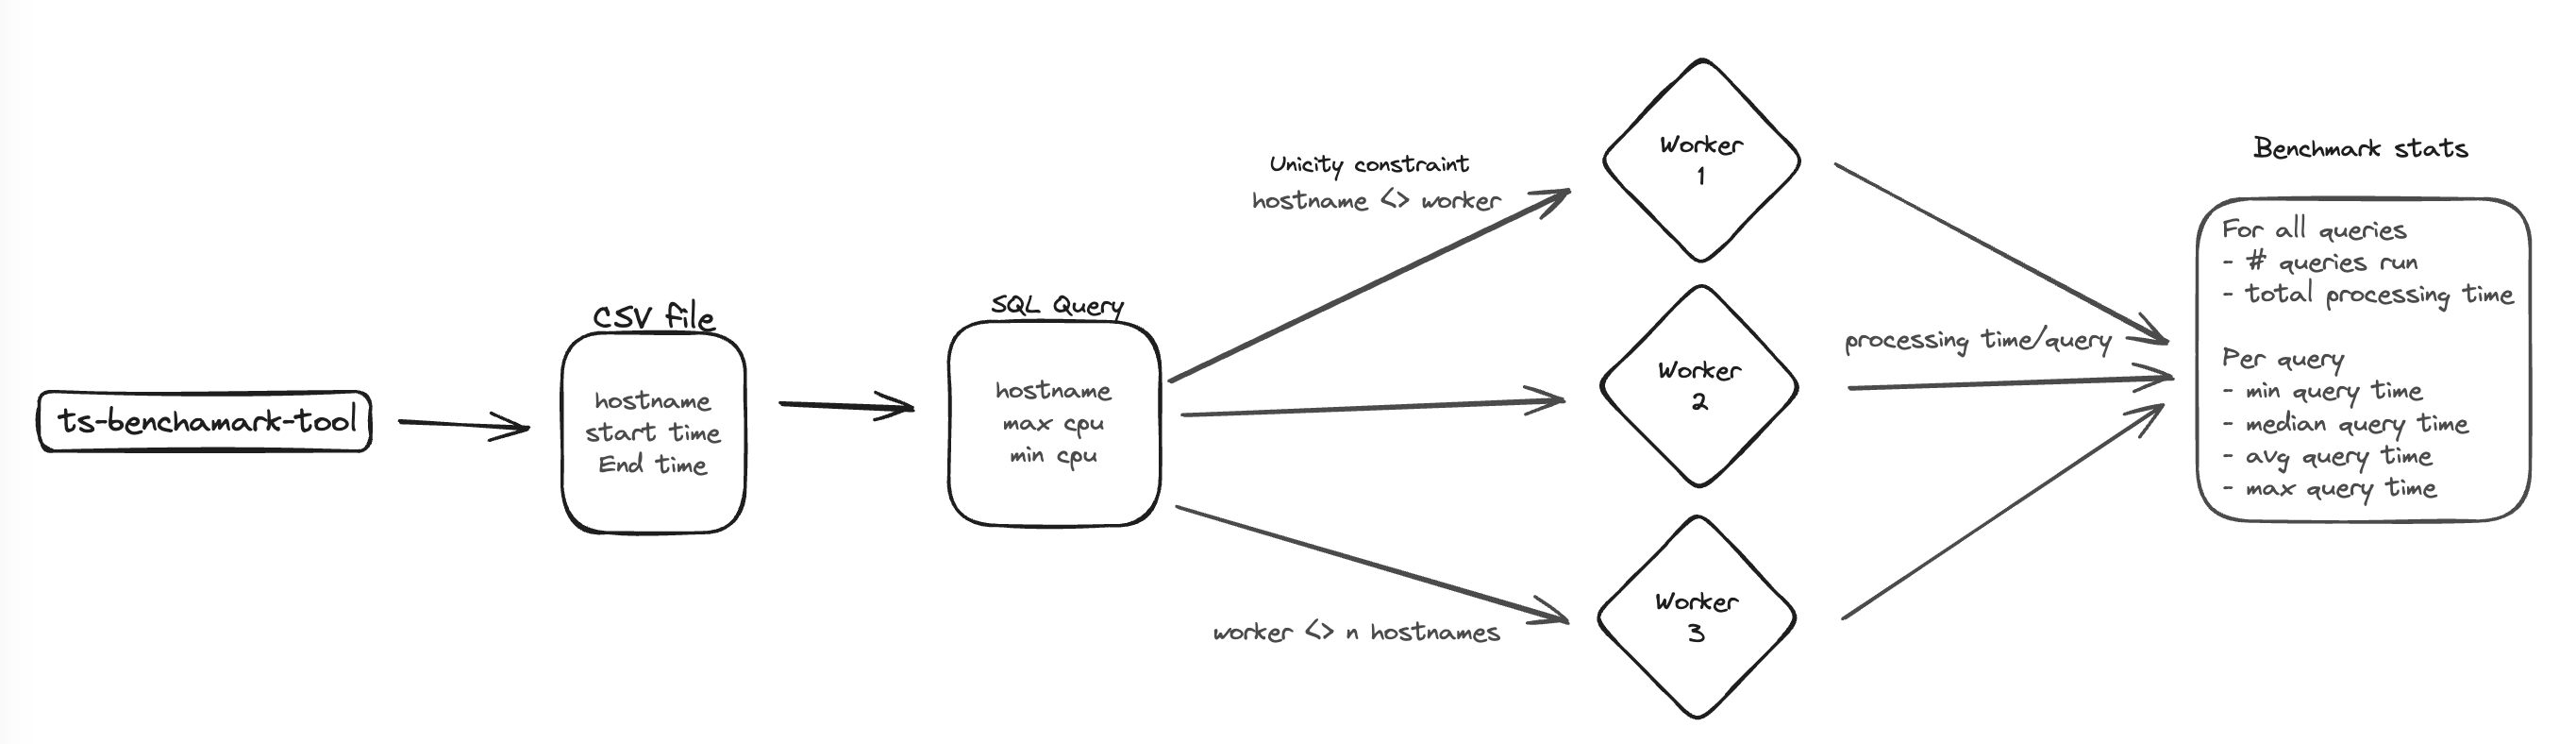 ts-benchamark-tool
CSV file
hostname
start time
End time
SQL Query
hostname
max cpu
min cpu
Unicity constraint
hostname <> worker
worker <> n hostnames
Worker
1
Worker
2
Worker
3
processing time/query
Benchmark stats
For all queries
- # queries run
- total processing time
Per query
- min query time
- median query time
- avg query time
- max query time